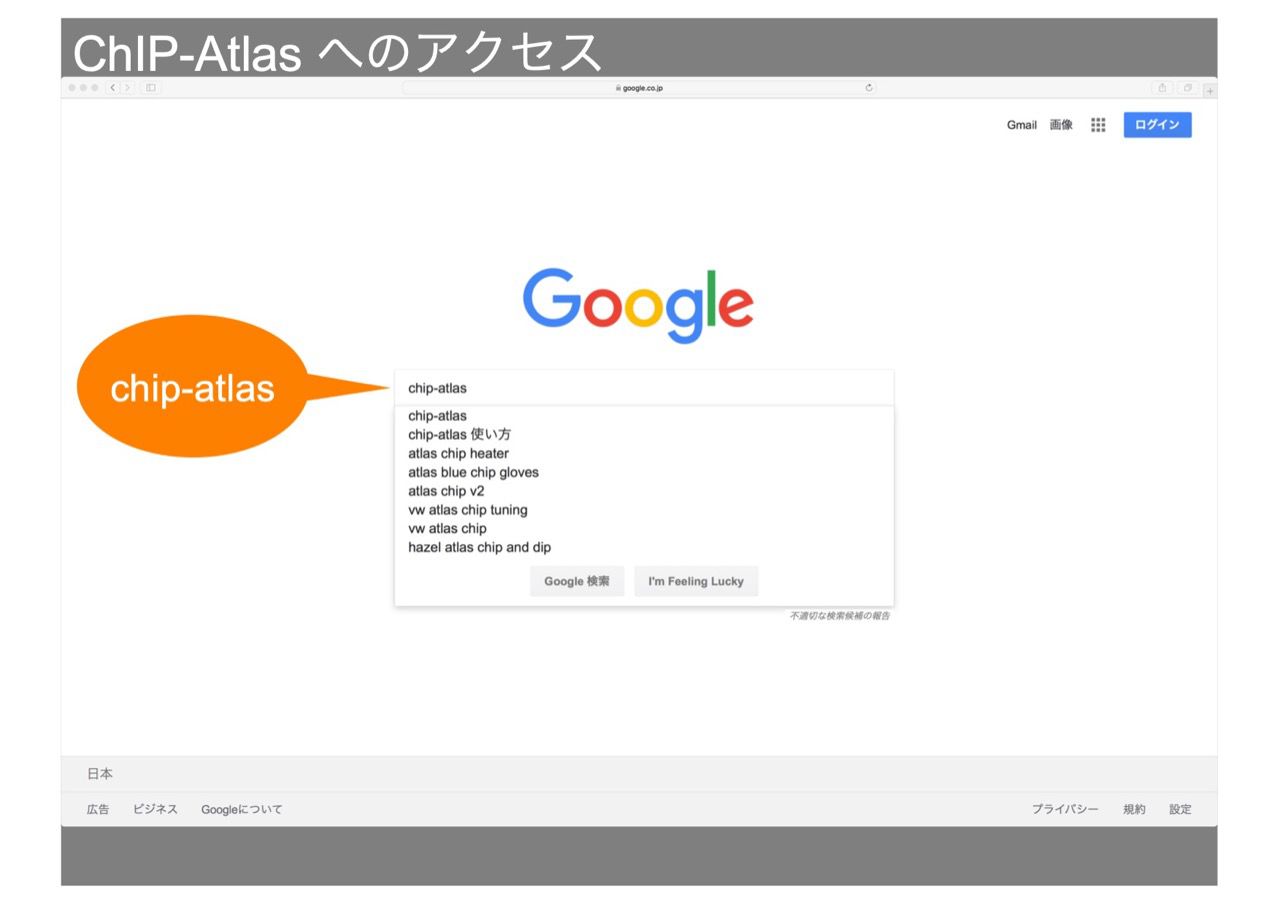 ChIP-Atlas へのアクセス
google.co.jp
Gmail 画像 ログイン
Google
chip-atlas
chip-atlas
chip-atlas
chip-atlas 使い方
atlas chip heater
atlas blue chip gloves
atlas chip v2
vw atlas chip tuning
vw atlas chip
hazel atlas chip and dip
Google 検索 I'm Feeling Lucky
不適切な検索候補の報告
日本
広告 ビジネス Googleについて プライバシー 規約 設定